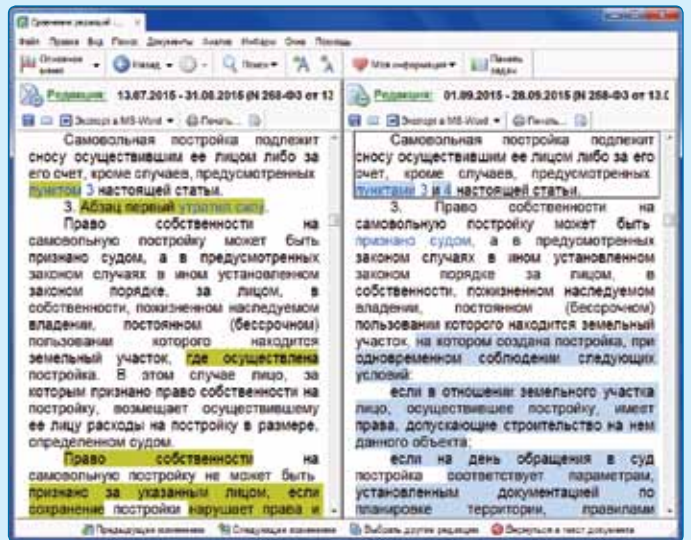 Сравнение редакций ...
Файл Правка Вид Поиск Документы Анализ Окна Помощь
Основное меню Назад Поиск Моя информация Панель задач
Редакция: 13.07.2015 - 31.08.2015 (N 258-ФЗ от 13
Экспорт в MS-Word Печать...
Самовольная постройка подлежит
сносу осуществившим ее лицом либо за
его счет, кроме случаев, предусмотренных
пунктом 3 настоящей статьи.
3. Абзац первый утратил силу.
Право собственности на
самовольную постройку может быть
признано судом, а в предусмотренных
законом случаях в ином установленном
законом порядке, за лицом, в
собственности, пожизненном наследуемом
владении, постоянном (бессрочном)
пользовании которого находится
земельный участок, где осуществлена
постройка. В этом случае лицо, за
которым признано право собственности на
постройку, возмещает осуществившему
ее лицу расходы на постройку в размере,
определенном судом.
Право собственности на
самовольную постройку не может быть
признано за указанным лицом, если
сохранение постройки нарушает права и
Редакция: 01.09.2015 - 28.09.2015 (N 258-ФЗ от 13.0
Экспорт в MS-Word Печать...
Самовольная постройка подлежит
сносу осуществившим ее лицом либо за его
счет, кроме случаев, предусмотренных
пунктами 3 и 4 настоящей статьи.
3. Право собственности на
самовольную постройку может быть
признано судом, а в предусмотренных
законом случаях в ином установленном
законом порядке за лицом, в
собственности, пожизненном наследуемом
владении, постоянном (бессрочном)
пользовании которого находится земельный
участок, на котором создана постройка, при
одновременном соблюдении следующих
условий:
если в отношении земельного участка
лицо, осуществившее постройку, имеет
права, допускающие строительство на нем
данного объекта;
если на день обращения в суд
постройка соответствует параметрам,
установленным документацией по
планировке территории, правилами
Предыдущее изменение Следующее изменение Выбрать другие редакции Вернуться в текст документа